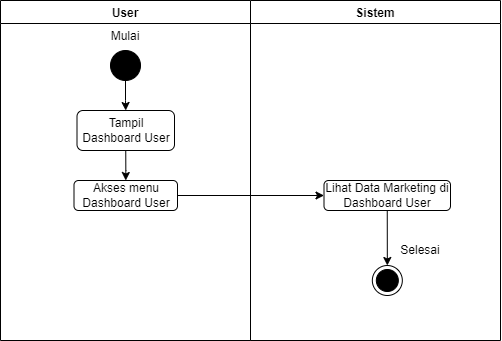 User
Sistem
Mulai
Tampil
Dashboard User
Akses menu
Dashboard User
Lihat Data Marketing di
Dashboard User
Selesai